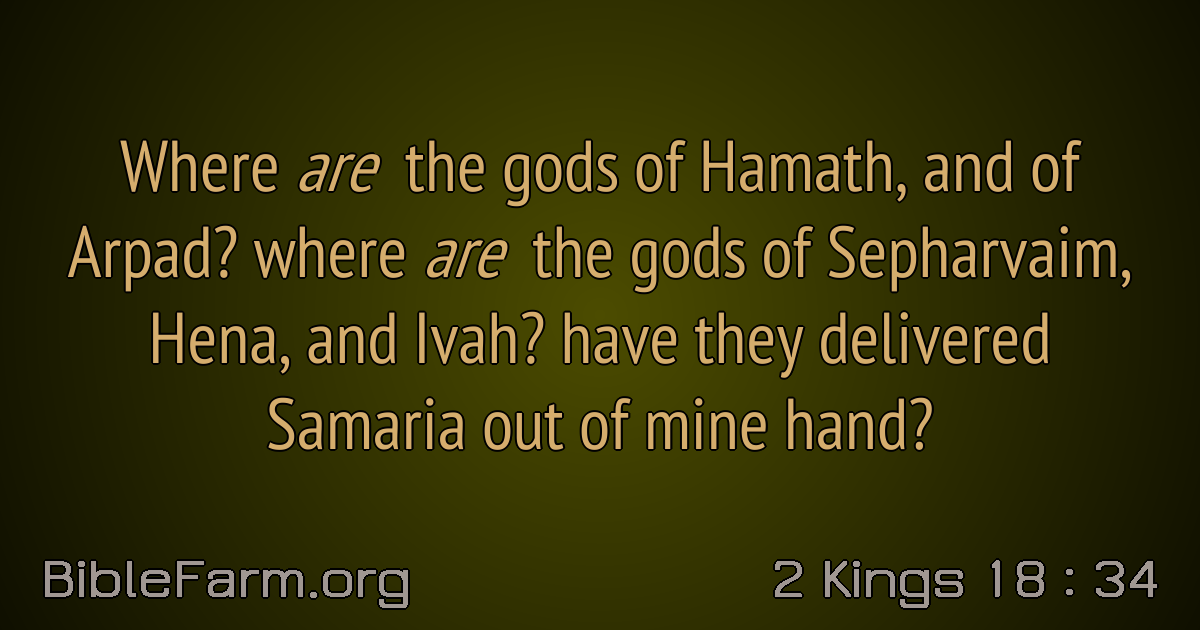 Where are the gods of Hamath, and of
Arpad? where are the gods of Sepharvaim,
Hena, and Ivah? have they delivered
Samaria out of mine hand?
BibleFarm.org
2 Kings 18 : 34